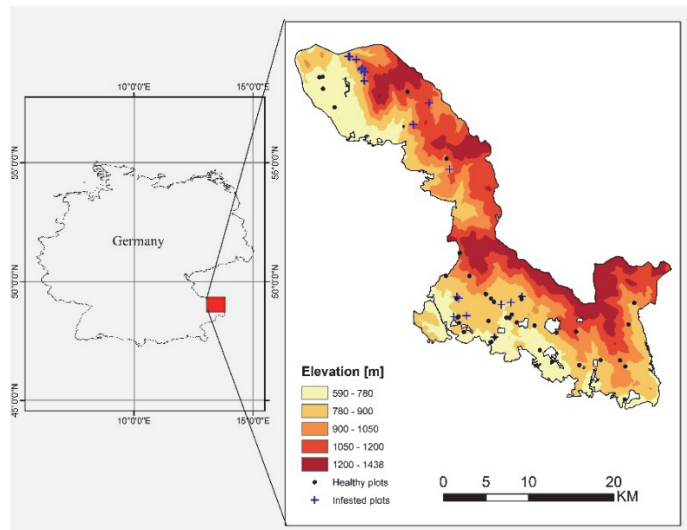 10°0'0"E
15°0'0"E
55°0'0"N
55°0'0"N
Germany
50°0'0"N
50°0'0"N
45°0'0"N
45°0'0"N
10°0'0"E
15°0'0"E
Elevation [m]
590 - 780
780 - 900
900 - 1050
1050 - 1200
1200 - 1438
Healthy plots
Infested plots
0 5 10 20
KM